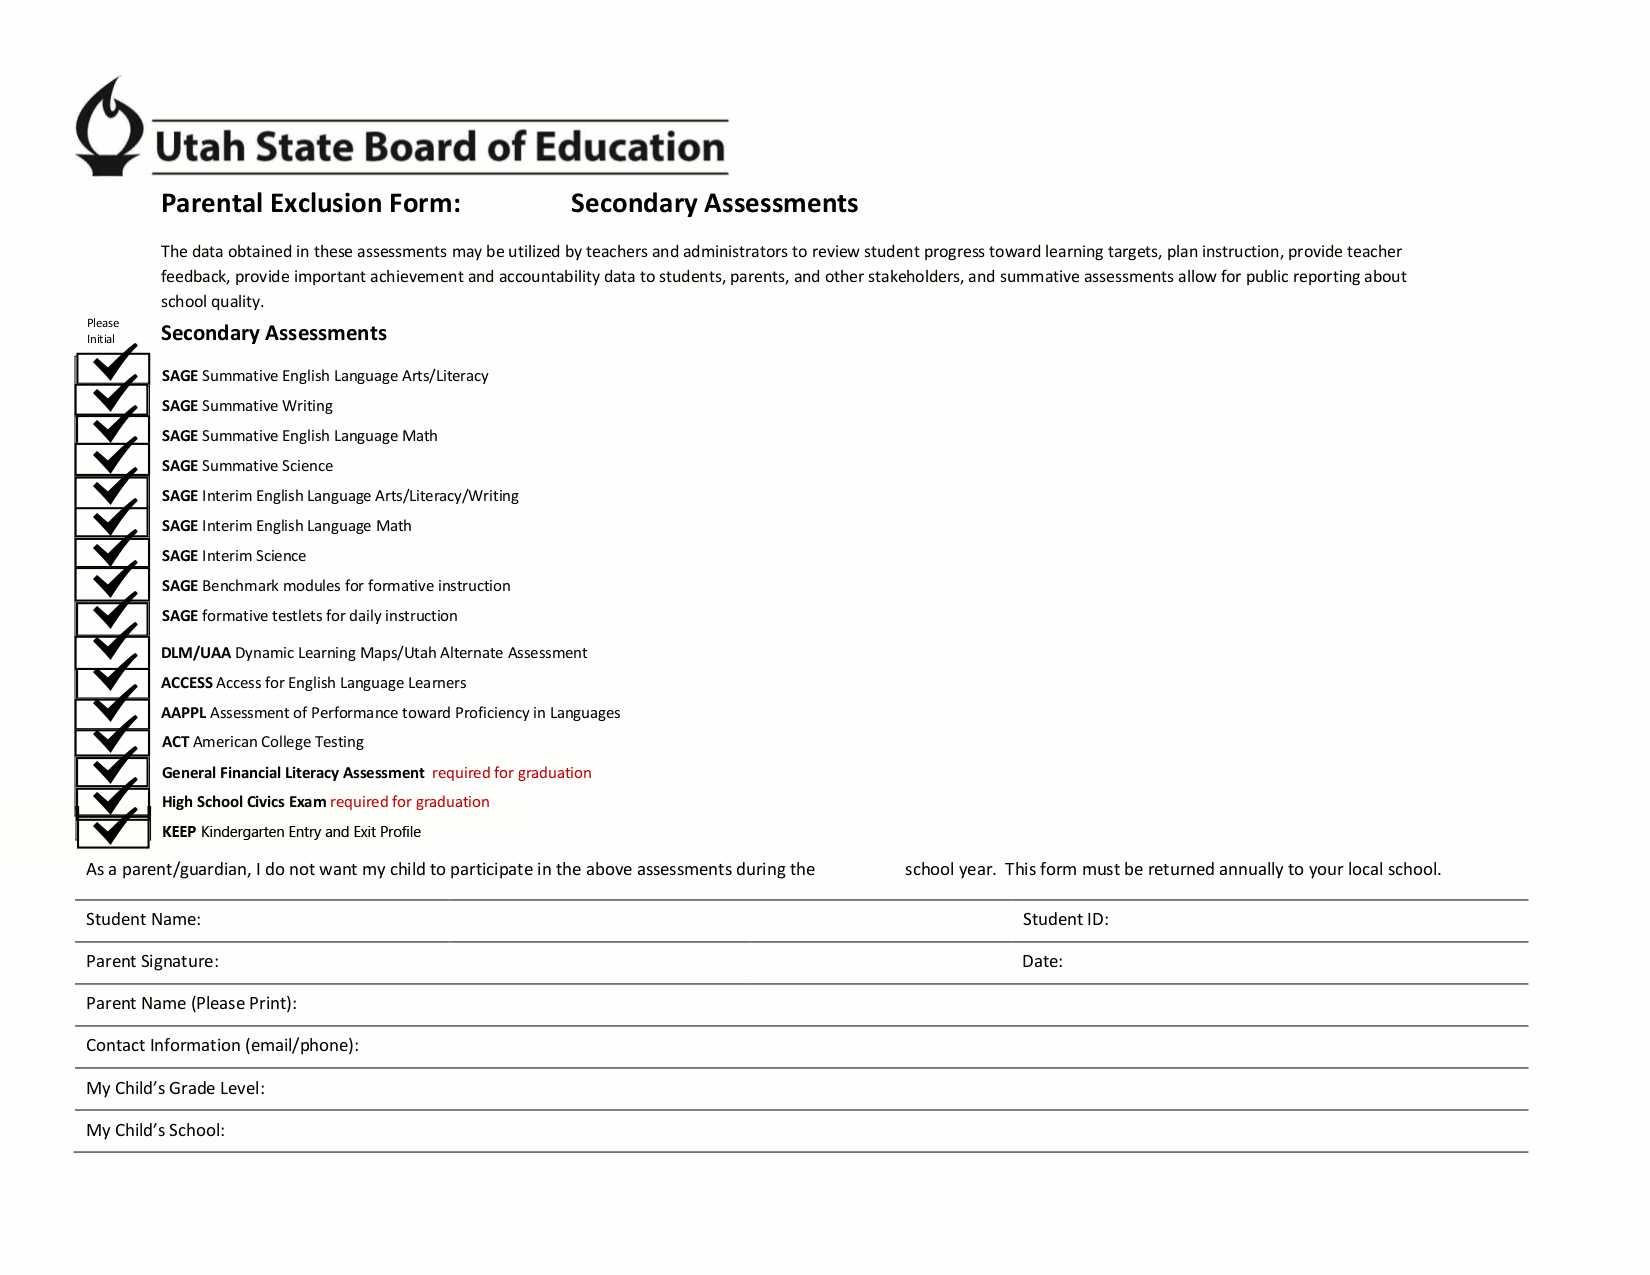 Utah State Board of Education
Parental Exclusion Form: Secondary Assessments
The data obtained in these assessments may be utilized by teachers and administrators to review student progress toward learning targets, plan instruction, provide teacher
feedback, provide important achievement and accountability data to students, parents, and other stakeholders, and summative assessments allow for public reporting about
school quality.
Please
Initial
Secondary Assessments
SAGE Summative English Language Arts/Literacy
SAGE Summative Writing
SAGE Summative English Language Math
SAGE Summative Science
SAGE Interim English Language Arts/Literacy/Writing
SAGE Interim English Language Math
SAGE Interim Science
SAGE Benchmark modules for formative instruction
SAGE formative testlets for daily instruction
DLM/UAA Dynamic Learning Maps/Utah Alternate Assessment
ACCESS Access for English Language Learners
AAPPL Assessment of Performance toward Proficiency in Languages
ACT American College Testing
General Financial Literacy Assessment required for graduation
High School Civics Exam required for graduation
KEEP Kindergarten Entry and Exit Profile
As a parent/guardian, I do not want my child to participate in the above assessments during the school year. This form must be returned annually to your local school.
Student Name: Student ID:
Parent Signature: Date:
Parent Name (Please Print):
Contact Information (email/phone):
My Child’s Grade Level:
My Child’s School: